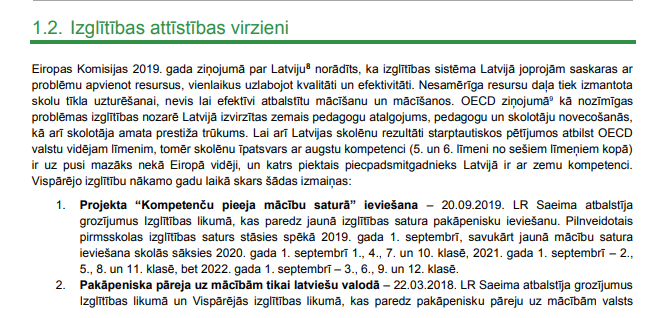 1.2. Izglītības attīstības virzieni
Eiropas Komisijas 2019. gada ziņojumā par Latviju⁸ norādīts, ka izglītības sistēma Latvijā joprojām saskaras ar
problēmu apvienot resursus, vienlaikus uzlabojot kvalitāti un efektivitāti. Nesamērīga resursu daļa tiek izmantota
skolu tīkla uzturēšanai, nevis lai efektīvi atbalstītu mācīšanu un mācīšanos. OECD ziņojumā⁹ kā nozīmīgas
problēmas izglītības nozarē Latvijā izvirzītas zemais pedagogu atalgojums, pedagogu un skolotāju novecošanās,
kā arī skolotāja amata prestiža trūkums. Lai arī Latvijas skolēnu rezultāti starptautiskos pētījumos atbilst OECD
valstu vidējam līmenim, tomēr skolēnu īpatsvars ar augstu kompetenci (5. un 6. līmeni no sešiem līmeņiem kopā)
ir uz pusi mazāks nekā Eiropā vidēji, un katrs piektais piecpadsmitgadnieks Latvijā ir ar zemu kompetenci.
Vispārējo izglītību nākamo gadu laikā skars šādas izmaiņas:
1. Projekta “Kompetenču pieeja mācību saturā” ieviešana – 20.09.2019. LR Saeima atbalstīja
grozījumus Izglītības likumā, kas paredz jaunā izglītības satura pakāpenisku ieviešanu. Pilnveidotais
pirmsskolas izglītības saturs stāsies spēkā 2019. gada 1. septembrī, savukārt jaunā mācību satura
ieviešana skolās sāksies 2020. gada 1. septembrī 1., 4., 7. un 10. klasē, 2021. gada 1. septembrī – 2.,
5., 8. un 11. klasē, bet 2022. gada 1. septembrī – 3., 6., 9. un 12. klasē.
2. Pakāpeniska pāreja uz mācībām tikai latviešu valodā – 22.03.2018. LR Saeima atbalstīja grozījumus
Izglītības likumā un Vispārējās izglītības likumā, kas paredz pakāpenisku pāreju uz mācībām valsts